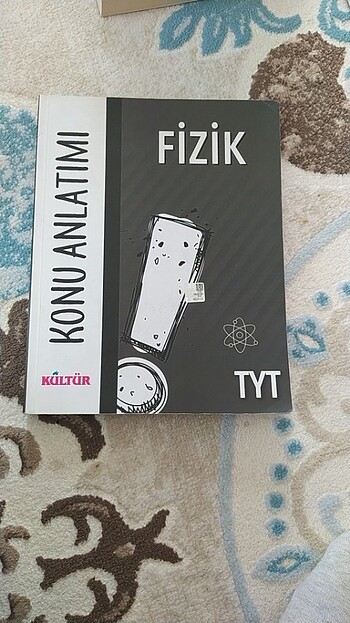 KONU ANLATIMI
FİZİK
KÜLTÜR
TYT